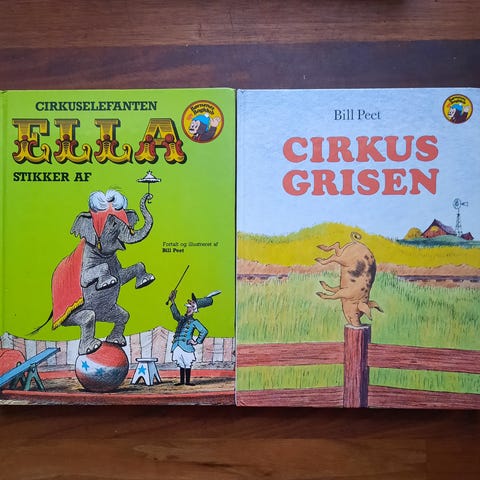 CIRKUSELEFANTEN
ELLA
STIKKER AF
Fortalt og illustreret af
Bill Peet
Bill Peet
CIRKUS
GRISEN